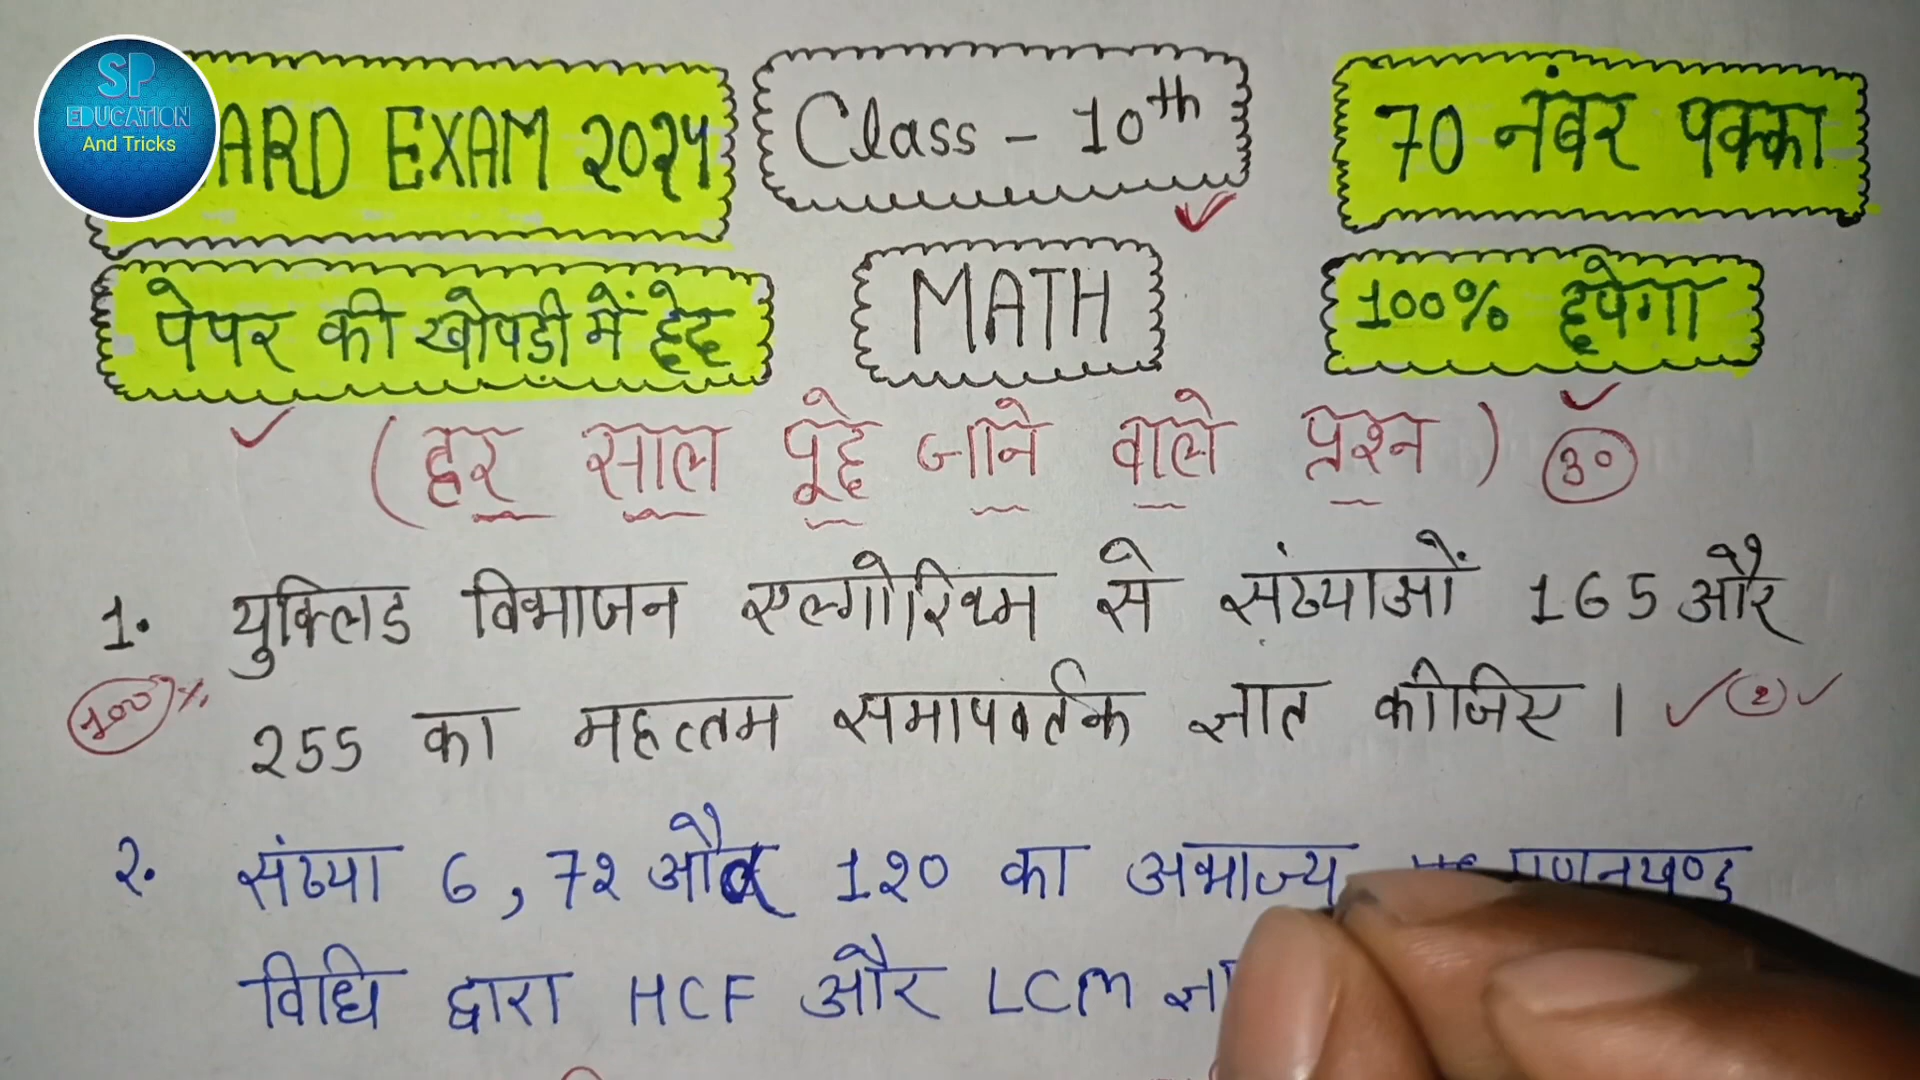 SP
EDUCATION
And Tricks
ARD EXAM 2024
Class - 10th
70 नंबर पक्का
पेपर की खोपडी में छेद
MATH
100% छपेगा
(हर साल पूछे जाने वाले प्रश्न) 30
1. युक्लिड विभाजन एल्गोरिथ्म से संख्याओं 165 और
100%
255 का महत्तम समापवर्तक ज्ञात कीजिए। (2)
2. संख्या 6, 72 और 120 का अभाज्य गुणनखण्ड
विधि द्वारा HCF और LCM